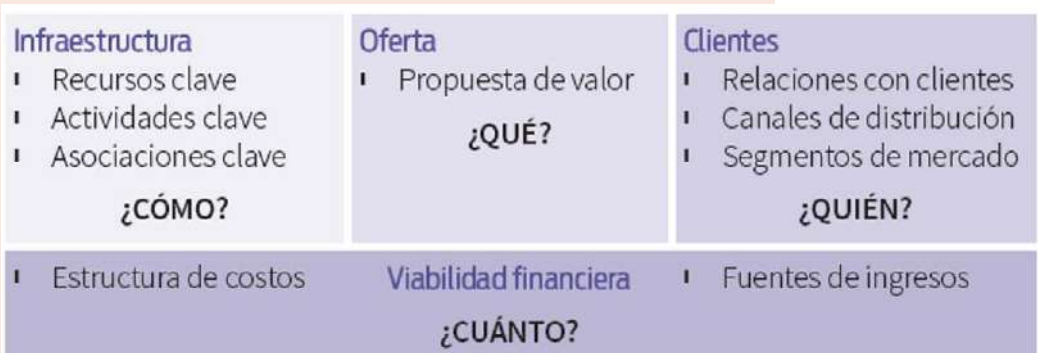 Infraestructura
Recursos clave
Actividades clave
Asociaciones clave
¿CÓMO?
Oferta
Propuesta de valor
¿QUÉ?
Clientes
Relaciones con clientes
Canales de distribución
Segmentos de mercado
¿QUIÉN?
Estructura de costos
Viabilidad financiera
Fuentes de ingresos
¿CUÁNTO?